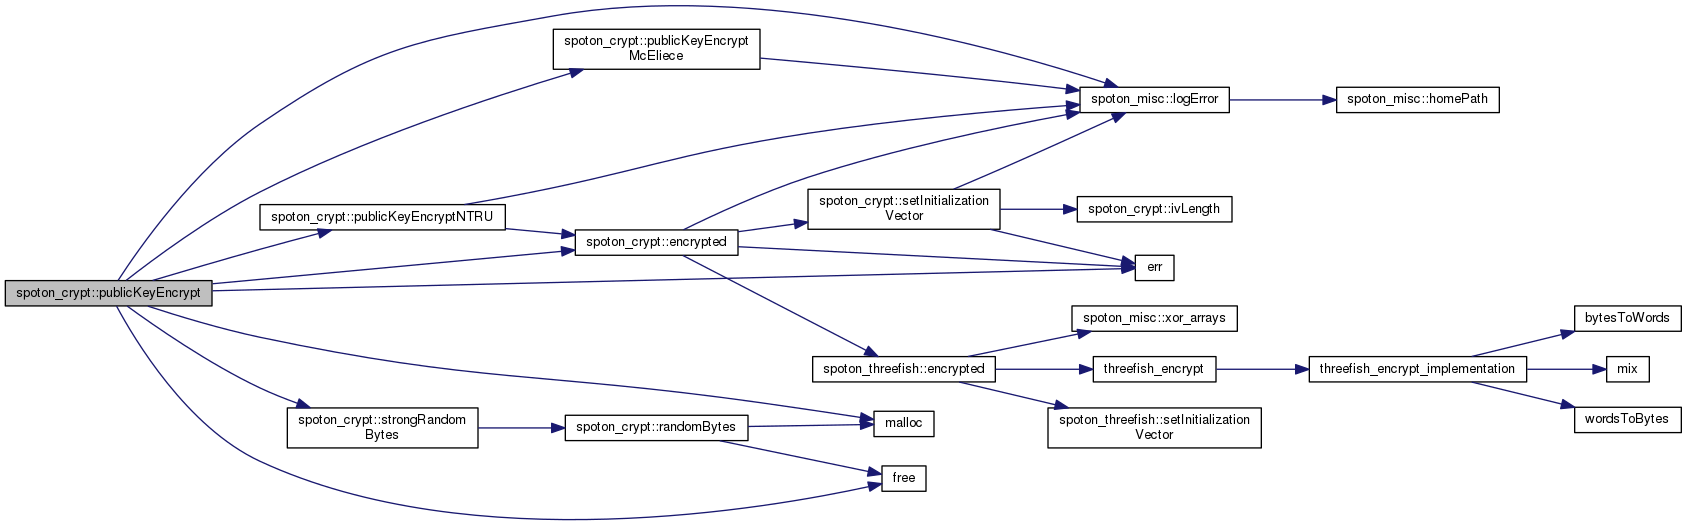 spoton_crypt::publicKeyEncrypt
McEliece
spoton_misc::logError
spoton_misc::homePath
spoton_crypt::publicKeyEncryptNTRU
spoton_crypt::setInitialization
Vector
spoton_crypt::ivLength
spoton_crypt::encrypted
err
spoton_crypt::publicKeyEncrypt
spoton_misc::xor_arrays
bytesToWords
spoton_threefish::encrypted
threefish_encrypt
threefish_encrypt_implementation
mix
spoton_crypt::strongRandom
Bytes
spoton_crypt::randomBytes
malloc
spoton_threefish::setInitialization
Vector
wordsToBytes
free